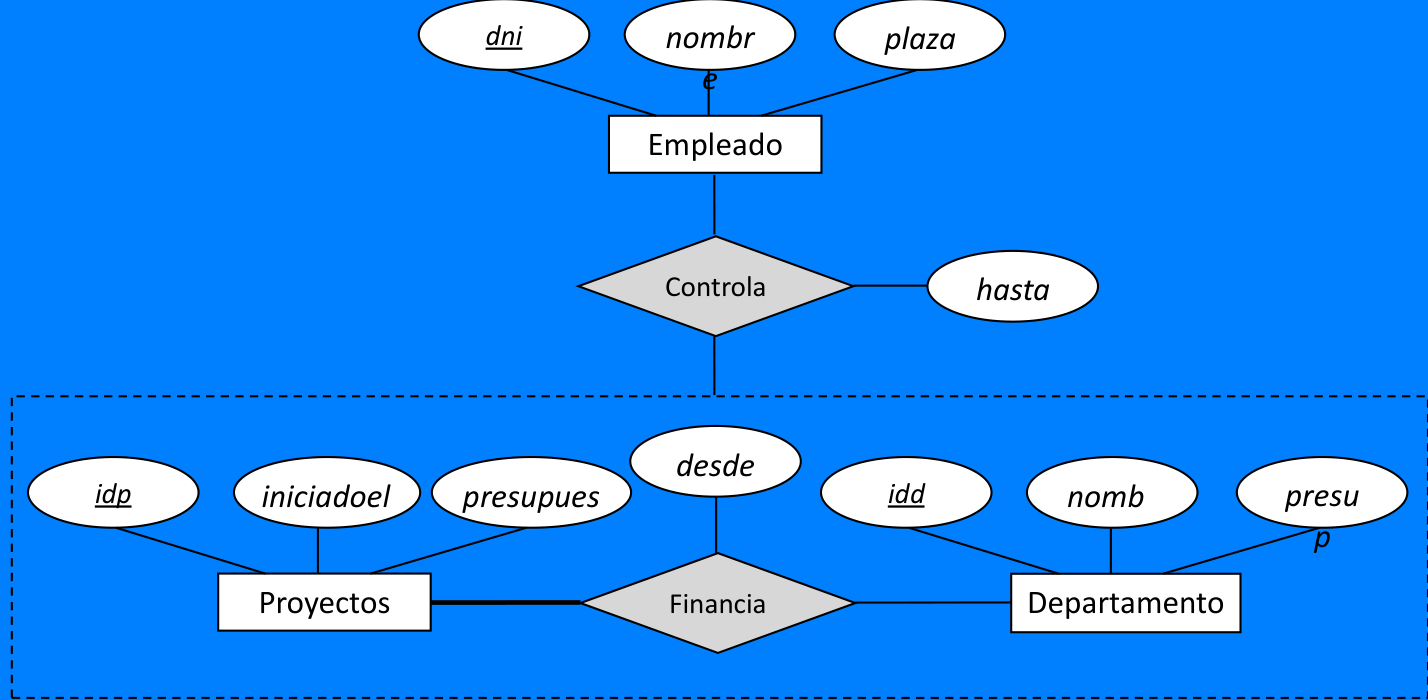 dni
nombr
e
plaza
Empleado
Controla
hasta
desde
idp
iniciadoel
presupues
idd
nomb
presu
p
Proyectos
Financia
Departamento